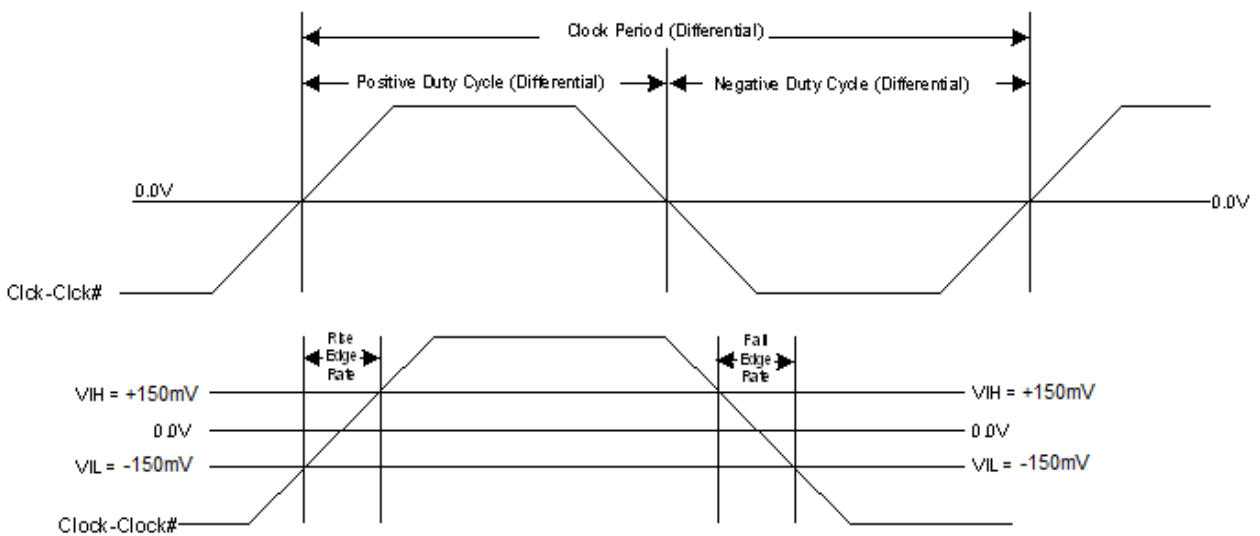 Clock Period (Differential)
Positive Duty Cycle (Differential)
Negative Duty Cycle (Differential)
0.0V
0.0V
Clck-Clck#
Rise
Edge
Rate
Fall
Edge
Rate
VIH = +150mV
VIH = +150mV
0.0V
0.0V
VIL = -150mV
VIL = -150mV
Clock-Clock#